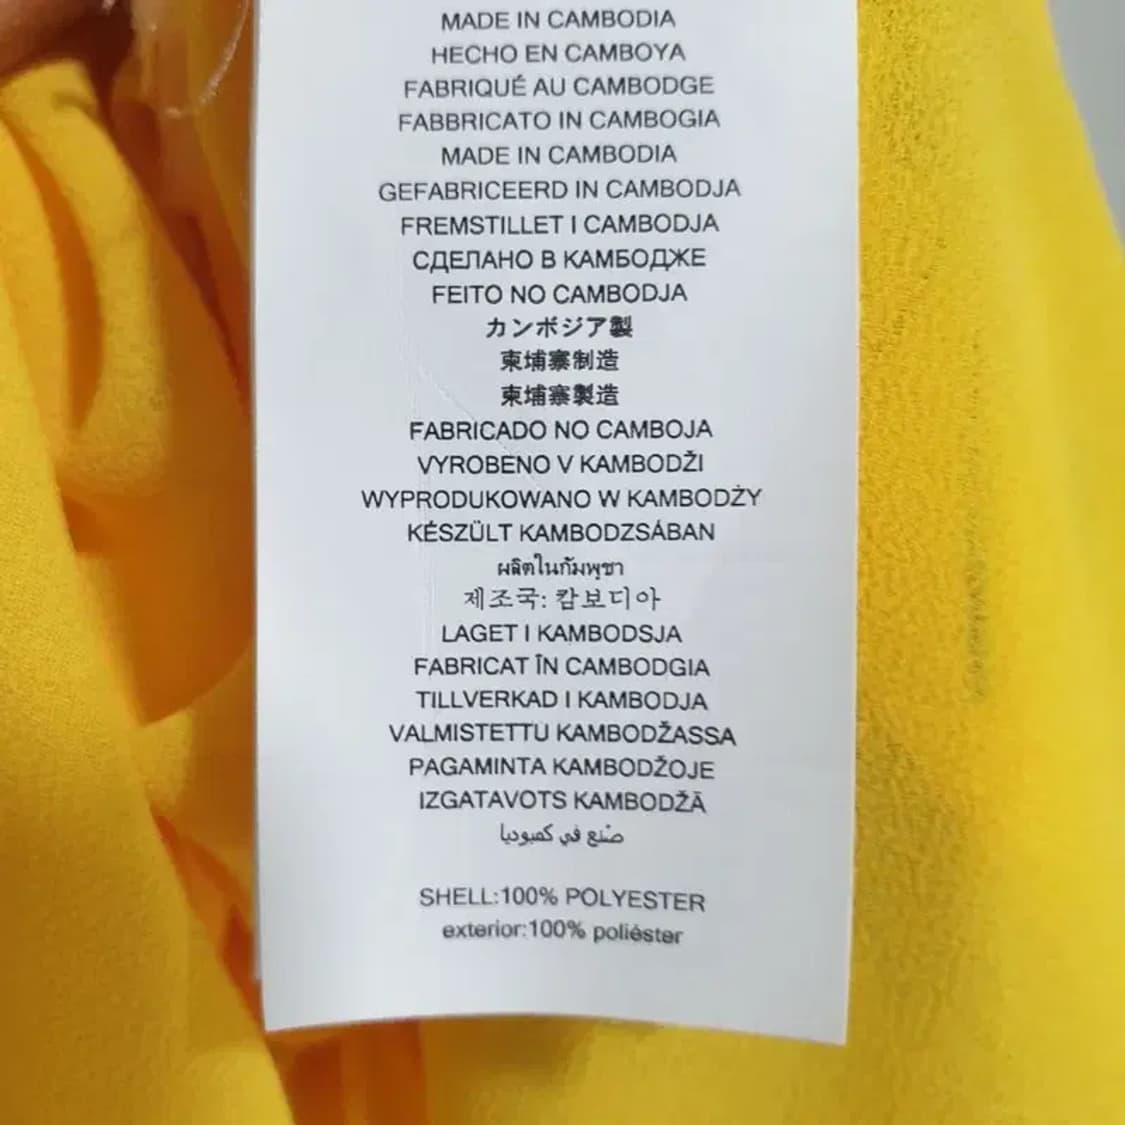 MADE IN CAMBODIA
HECHO EN CAMBOYA
FABRIQUÉ AU CAMBODGE
FABBRICATO IN CAMBOGIA
MADE IN CAMBODIA
GEFABRICEERD IN CAMBODJA
FREMSTILLET I CAMBODJA
СДЕЛАНО В КАМБОДЖЕ
FEITO NO CAMBODJA
カンボジア製
柬埔寨制造
柬埔寨製造
FABRICADO NO CAMBOJA
VYROBENO V KAMBODŽI
WYPRODUKOWANO W KAMBODŻY
KÉSZÜLT KAMBODZSÁBAN
ผลิตในกัมพูชา
제조국: 캄보디아
LAGET I KAMBODSJA
FABRICAT ÎN CAMBODGIA
TILLVERKAD I KAMBODJA
VALMISTETTU KAMBODŽASSA
PAGAMINTA KAMBODŽOJE
IZGATAVOTS KAMBODŽĀ
صُنع في كمبوديا
SHELL:100% POLYESTER
exterior:100% poliéster